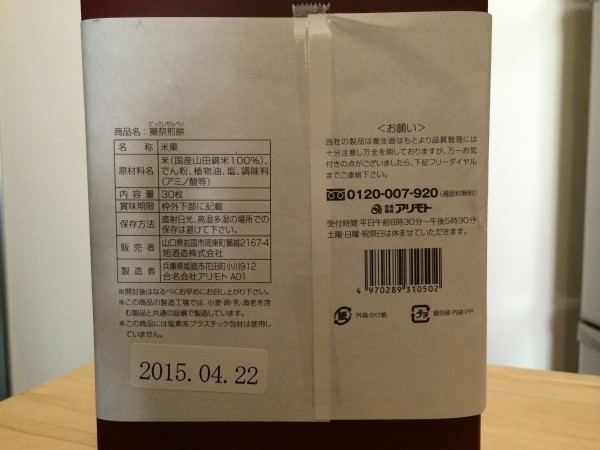 だっさいせんべい
商品名:獺祭煎餅
名 称 米菓
原材料名 米(国産山田錦米100%)、でん粉、植物油、塩、調味料(アミノ酸等)
内 容 量 30枚
賞味期限 枠外下部に記載
保存方法 直射日光、高温多湿の場所での保存は避けて下さい。
販 売 者 山口県岩国市周東町獺越2167-4 旭酒造株式会社
製 造 者 兵庫県姫路市花田町小川912 合名会社アリモト A01
※開封後はなるべくお早めにお召し上がり下さい。
※この商品の製造工場では、小麦・卵・乳・海老を含
む製品と共通の設備で製造しています。
※この商品には塩素系プラスチック包材は使用し
ていません。
2015.04.22
<お願い>
当社の製品は衛生面はもとより品質管理には
十分注意し万全を期しておりますが、万一お気
付きの点がございましたら、下記フリーダイヤル
までご連絡下さい。
0120-007-920(通話料無料)
合名会社アリモト
受付時間:平日午前8時30分〜午後5時30分
土曜・日曜・祝祭日は休ませていただきます。
4 970289 310502
紙 外箱・かけ紙
プラ 個包装・内袋:PP